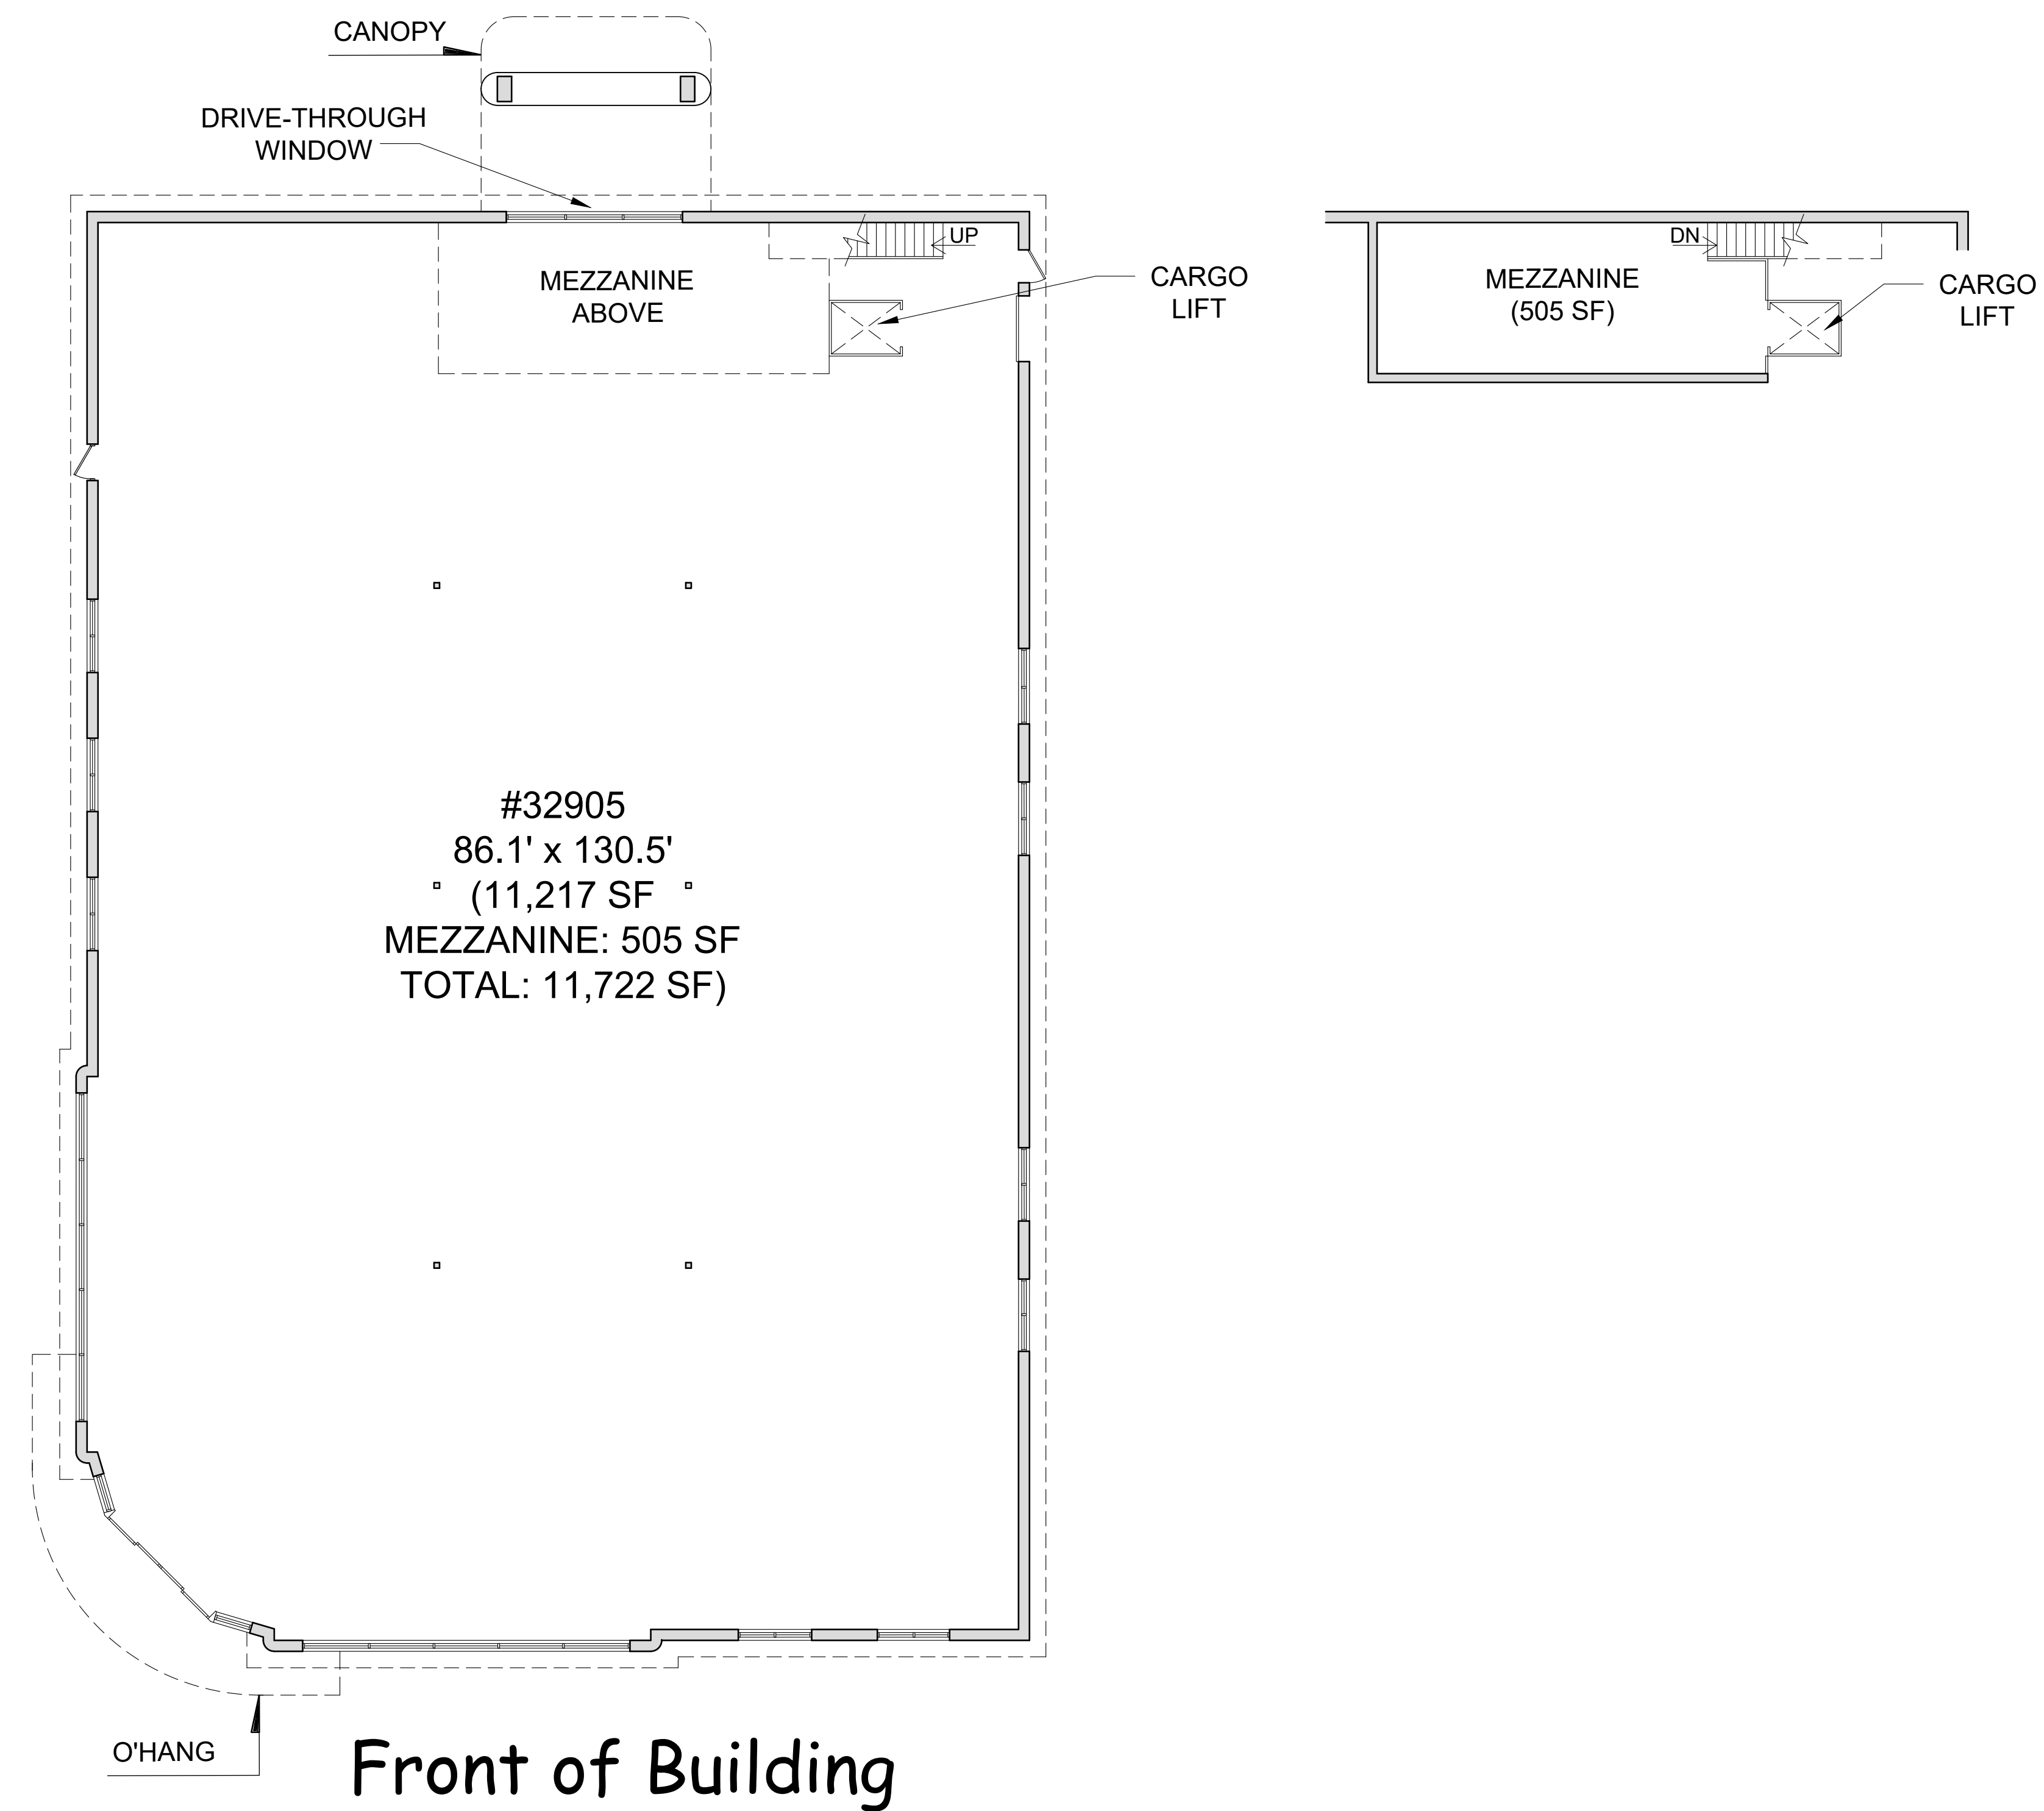 CANOPY
DRIVE-THROUGH
WINDOW
UP
MEZZANINE
ABOVE
CARGO
LIFT
DN
MEZZANINE
(505 SF)
CARGO
LIFT
#32905
86.1' x 130.5'
(11,217 SF
MEZZANINE: 505 SF
TOTAL: 11,722 SF)
O'HANG
Front of Building